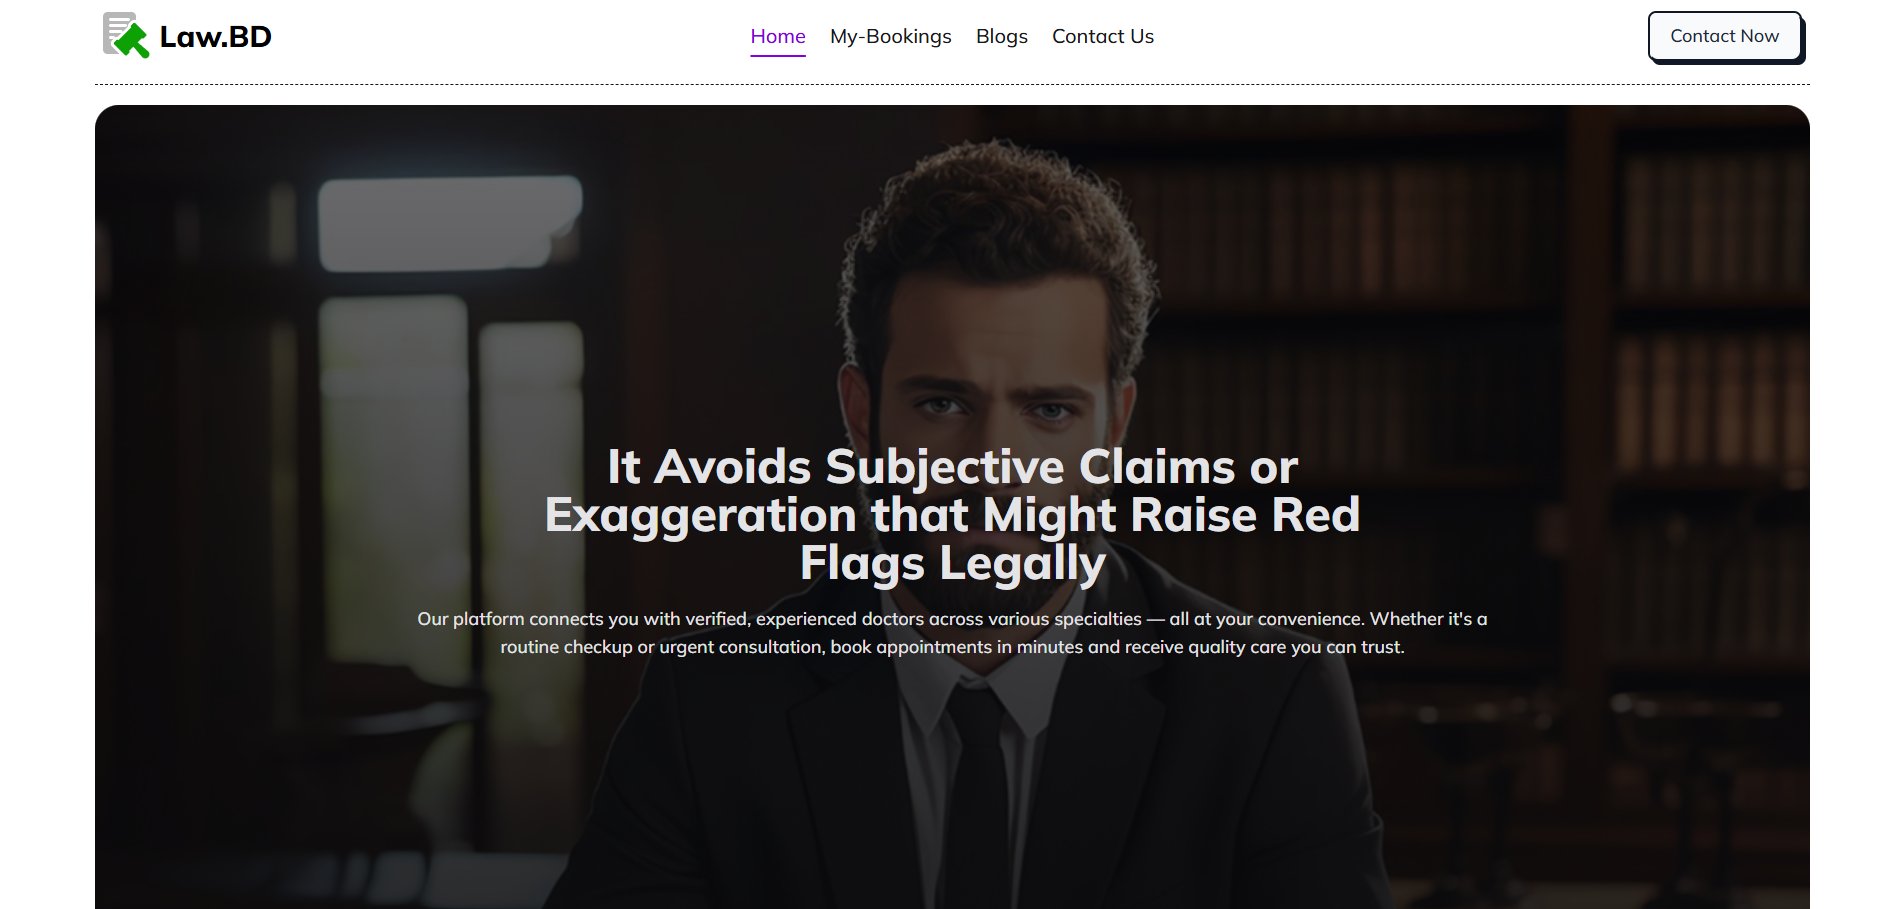 Law.BD
Home My-Bookings Blogs Contact Us
Contact Now
It Avoids Subjective Claims or
Exaggeration that Might Raise Red
Flags Legally
Our platform connects you with verified, experienced doctors across various specialties — all at your convenience. Whether it's a
routine checkup or urgent consultation, book appointments in minutes and receive quality care you can trust.